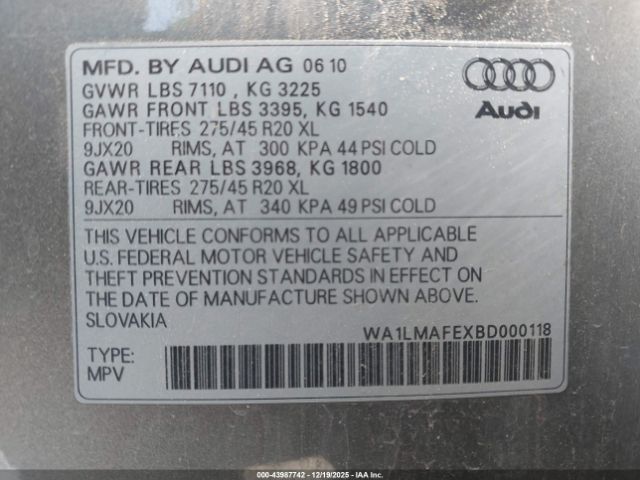 MFD. BY AUDI AG 06 10
GVWR LBS 7110 , KG 3225
GAWR FRONT LBS 3395, KG 1540
FRONT-TIRES 275/45 R20 XL
9JX20 RIMS, AT 300 KPA 44 PSI COLD
GAWR REAR LBS 3968, KG 1800
REAR-TIRES 275/45 R20 XL
9JX20 RIMS, AT 340 KPA 49 PSI COLD
Audi
THIS VEHICLE CONFORMS TO ALL APPLICABLE
U.S. FEDERAL MOTOR VEHICLE SAFETY AND
THEFT PREVENTION STANDARDS IN EFFECT ON
THE DATE OF MANUFACTURE SHOWN ABOVE.
SLOVAKIA WA1LMAFEXBD000118
TYPE:
MPV
© 000-43987742 - 12/19/2025 - IAAI, Inc.